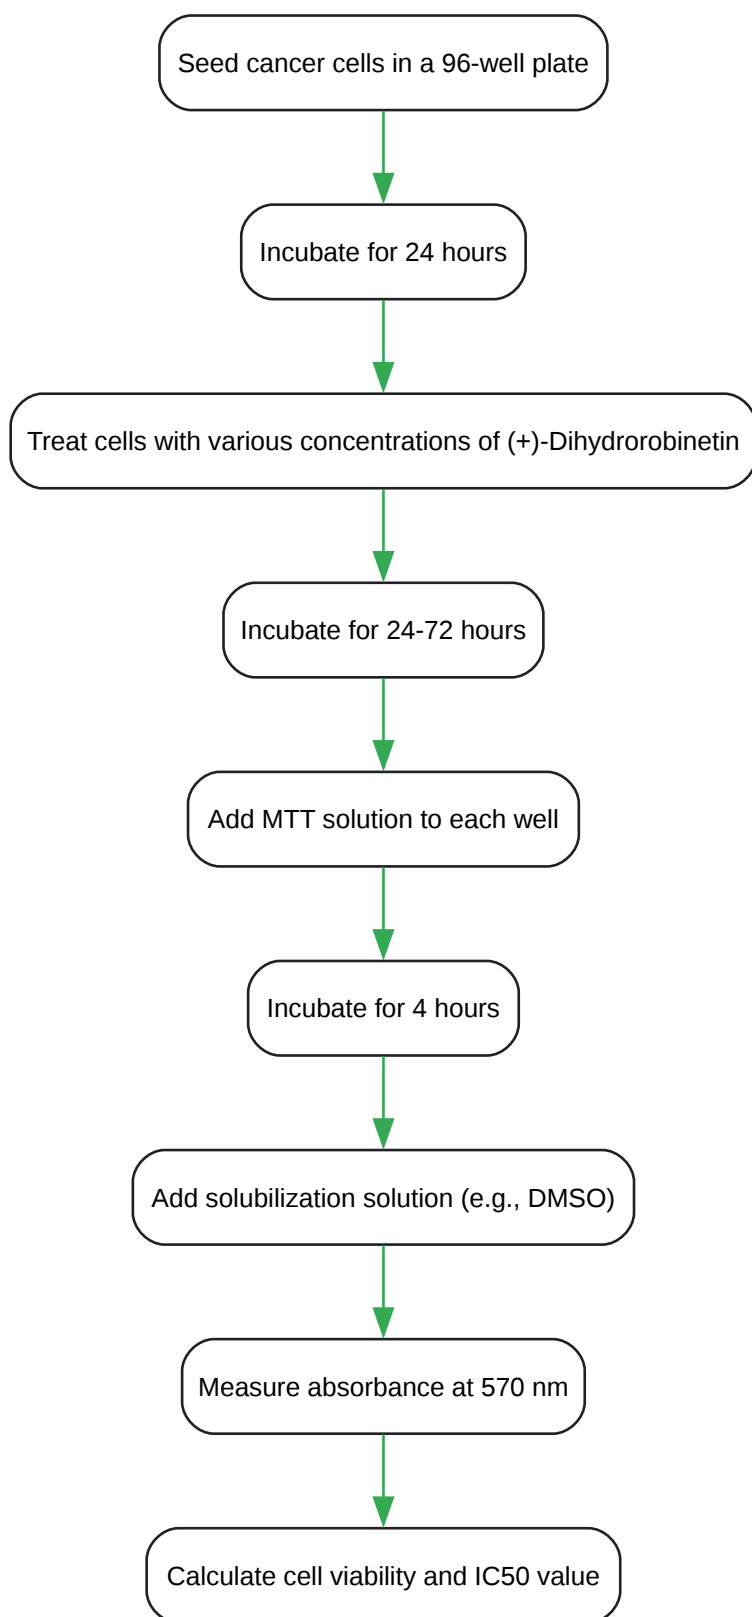 Seed cancer cells in a 96-well plate
Incubate for 24 hours
Treat cells with various concentrations of (+)-Dihydrorobinetin
Incubate for 24-72 hours
Add MTT solution to each well
Incubate for 4 hours
Add solubilization solution (e.g., DMSO)
Measure absorbance at 570 nm
Calculate cell viability and IC50 value